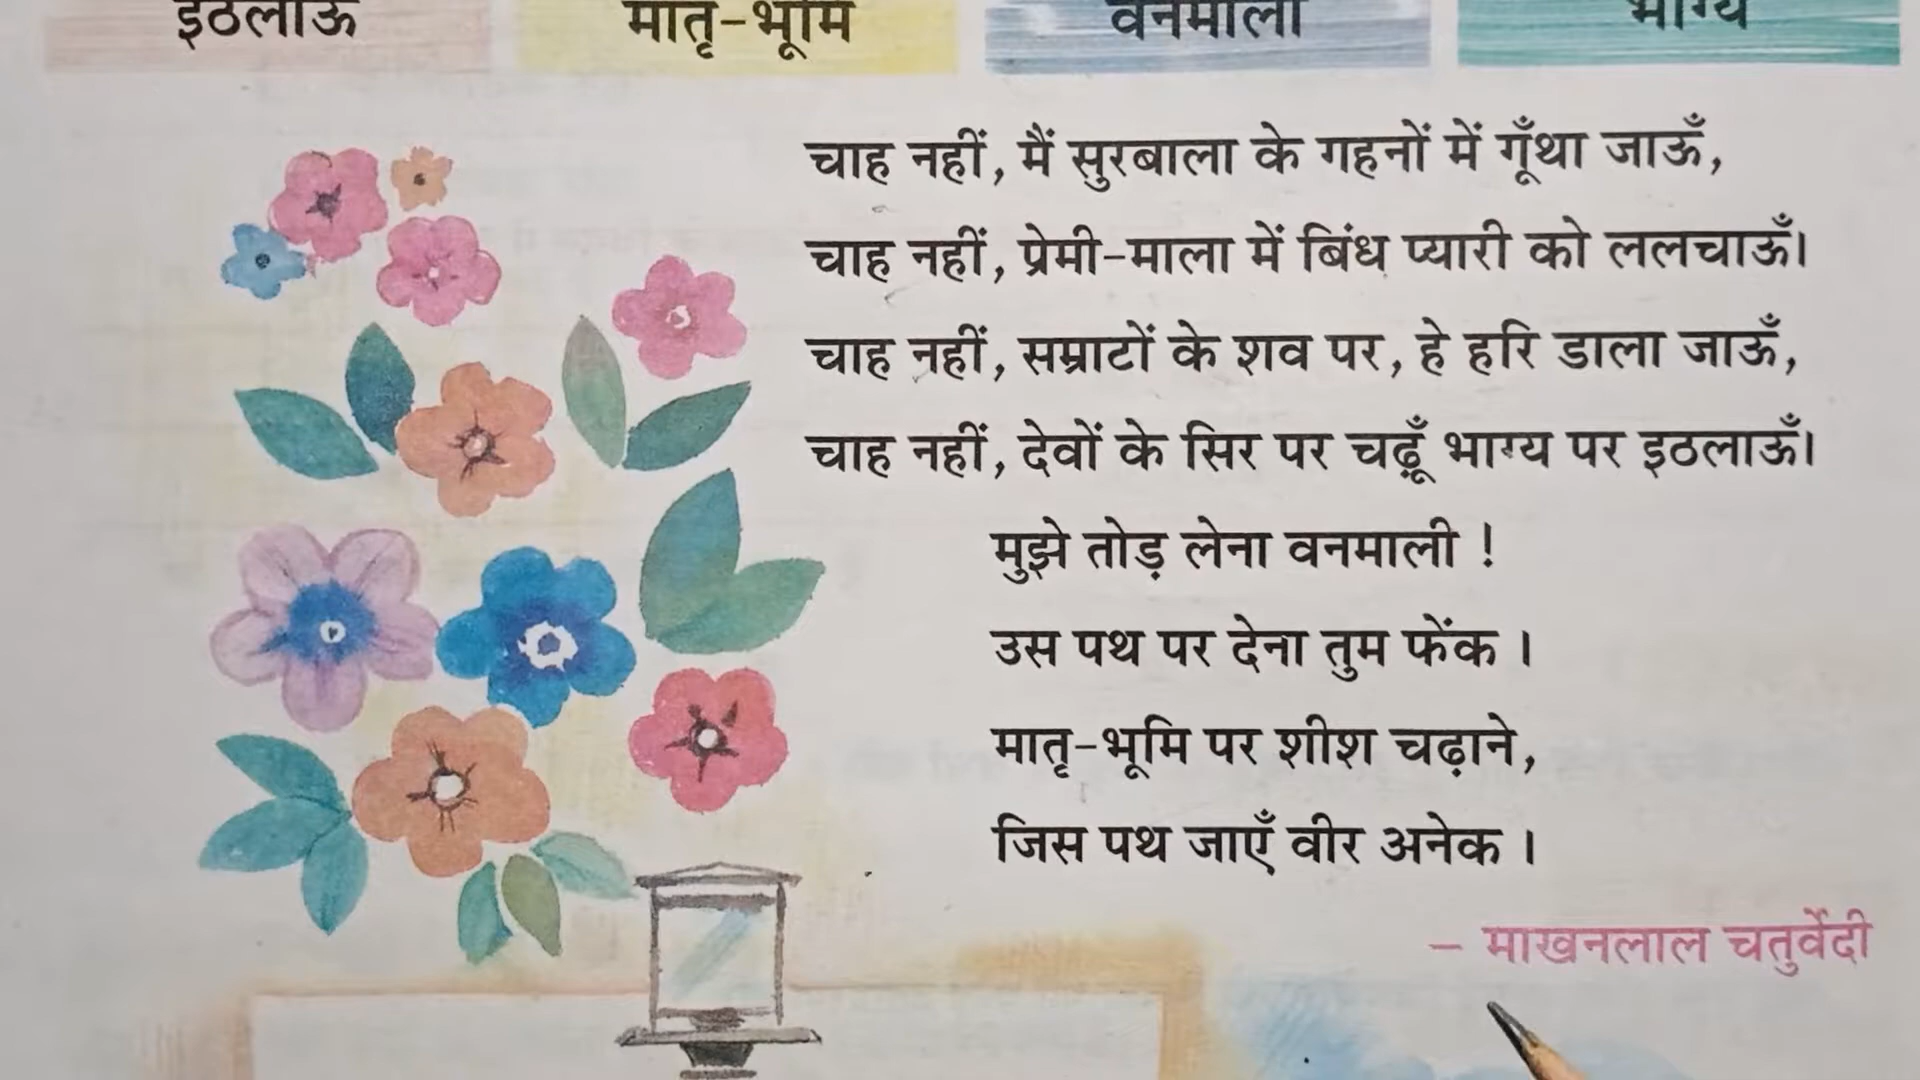 इठलाऊँ मातृ-भूमि वनमाली भाग्य
चाह नहीं, मैं सुरबाला के गहनों में गूँथा जाऊँ,
चाह नहीं, प्रेमी-माला में बिंध प्यारी को ललचाऊँ।
चाह नहीं, सम्राटों के शव पर, हे हरि डाला जाऊँ,
चाह नहीं, देवों के सिर पर चढ़ूँ भाग्य पर इठलाऊँ।
मुझे तोड़ लेना वनमाली !
उस पथ पर देना तुम फेंक ।
मातृ-भूमि पर शीश चढ़ाने,
जिस पथ जाएँ वीर अनेक ।
– माखनलाल चतुर्वेदी